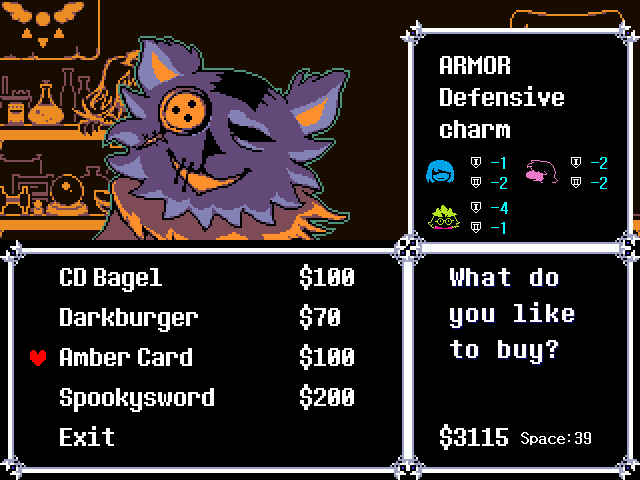 ARMOR
Defensive
charm
-1 -2
-2 -2
-4
-1
CD Bagel $100
Darkburger $70
Amber Card $100
Spookysword $200
Exit
What do
you like
to buy?
$3115 Space:39